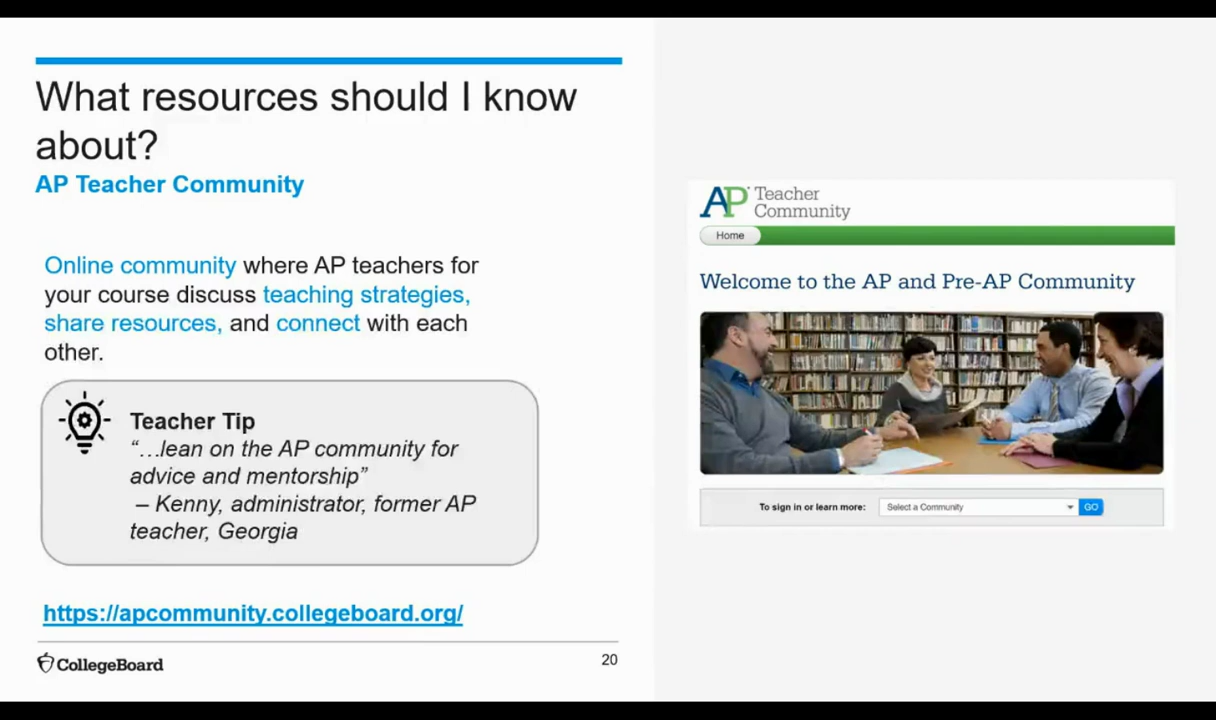 What resources should I know
about?
AP Teacher Community
Online community where AP teachers for
your course discuss teaching strategies,
share resources, and connect with each
other.
Teacher Tip
“…lean on the AP community for
advice and mentorship”
– Kenny, administrator, former AP
teacher, Georgia
https://apcommunity.collegeboard.org/
CollegeBoard
20
AP Teacher
Community
Home
Welcome to the AP and Pre-AP Community
To sign in or learn more: Select a Community GO